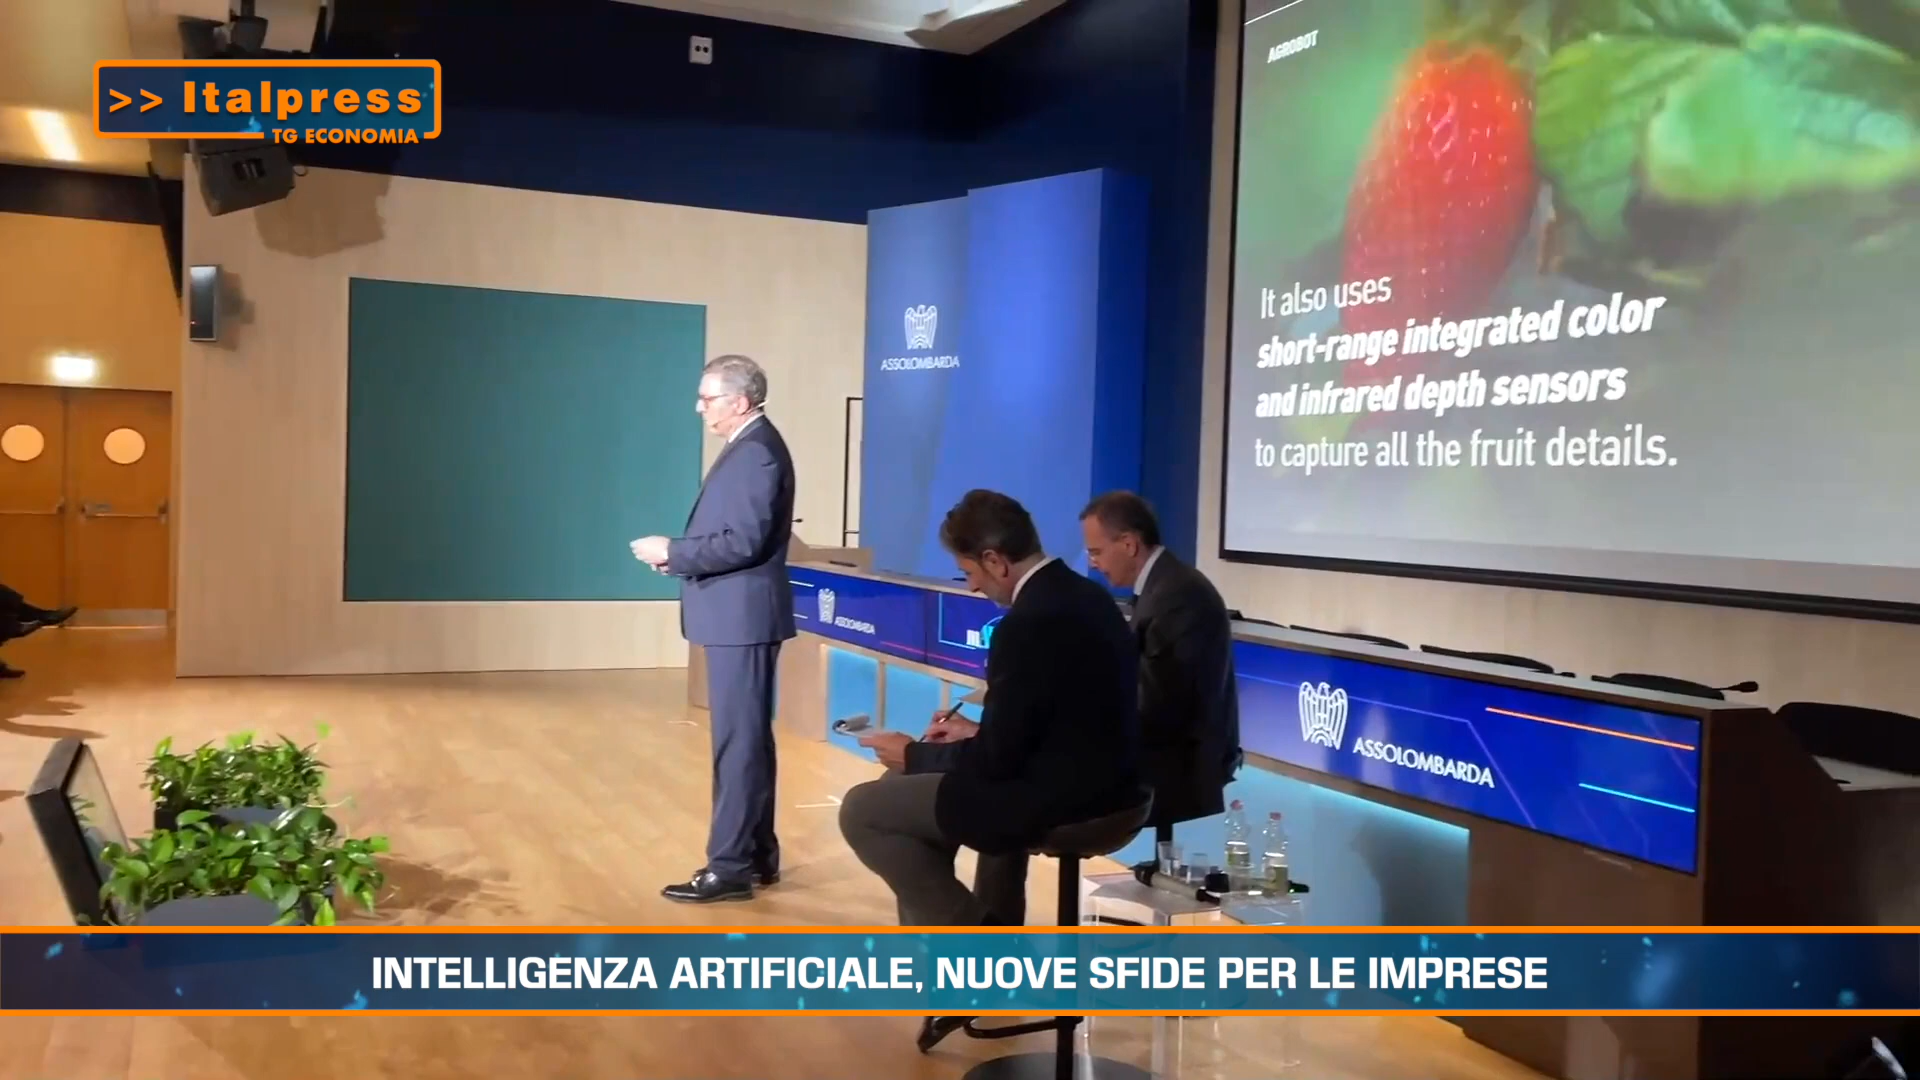 >> Italpress
TG ECONOMIA
AGROBOT
It also uses
short-range integrated color
and infrared depth sensors
to capture all the fruit details.
ASSOLOMBARDA
ASSOLOMBARDA
ASSOLOMBARDA
INTELLIGENZA ARTIFICIALE, NUOVE SFIDE PER LE IMPRESE